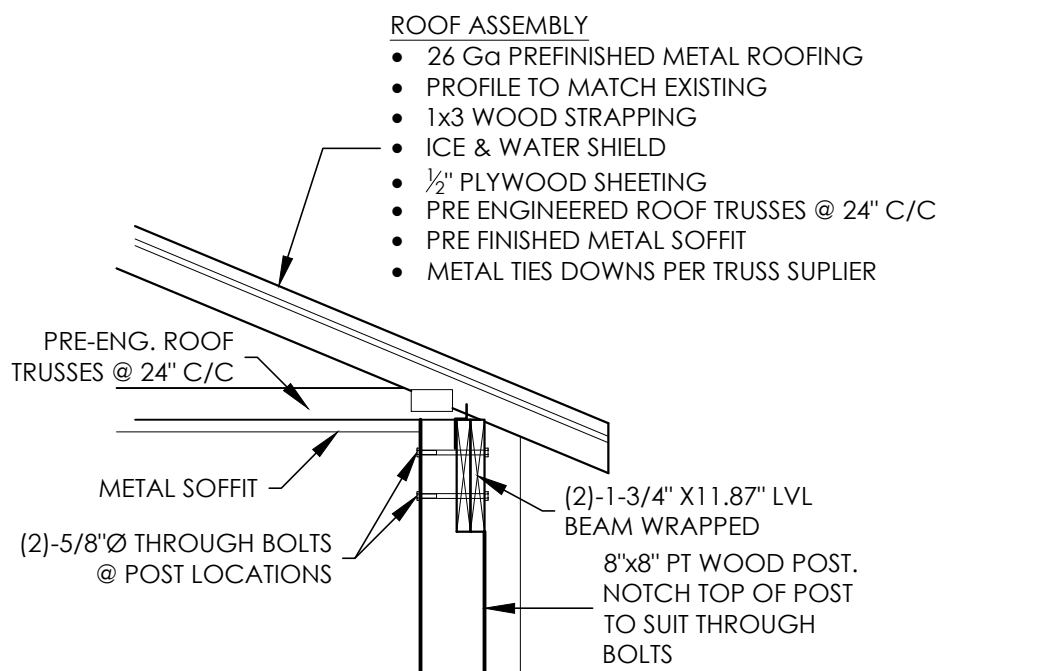 ROOF ASSEMBLY
• 26 Ga PREFINISHED METAL ROOFING
• PROFILE TO MATCH EXISTING
• 1x3 WOOD STRAPPING
• ICE & WATER SHIELD
• ½" PLYWOOD SHEETING
• PRE ENGINEERED ROOF TRUSSES @ 24" C/C
• PRE FINISHED METAL SOFFIT
• METAL TIES DOWNS PER TRUSS SUPLIER
PRE-ENG. ROOF
TRUSSES @ 24" C/C
METAL SOFFIT
(2)-5/8"Ø THROUGH BOLTS
@ POST LOCATIONS
(2)-1-3/4" X11.87" LVL
BEAM WRAPPED
8"x8" PT WOOD POST.
NOTCH TOP OF POST
TO SUIT THROUGH
BOLTS